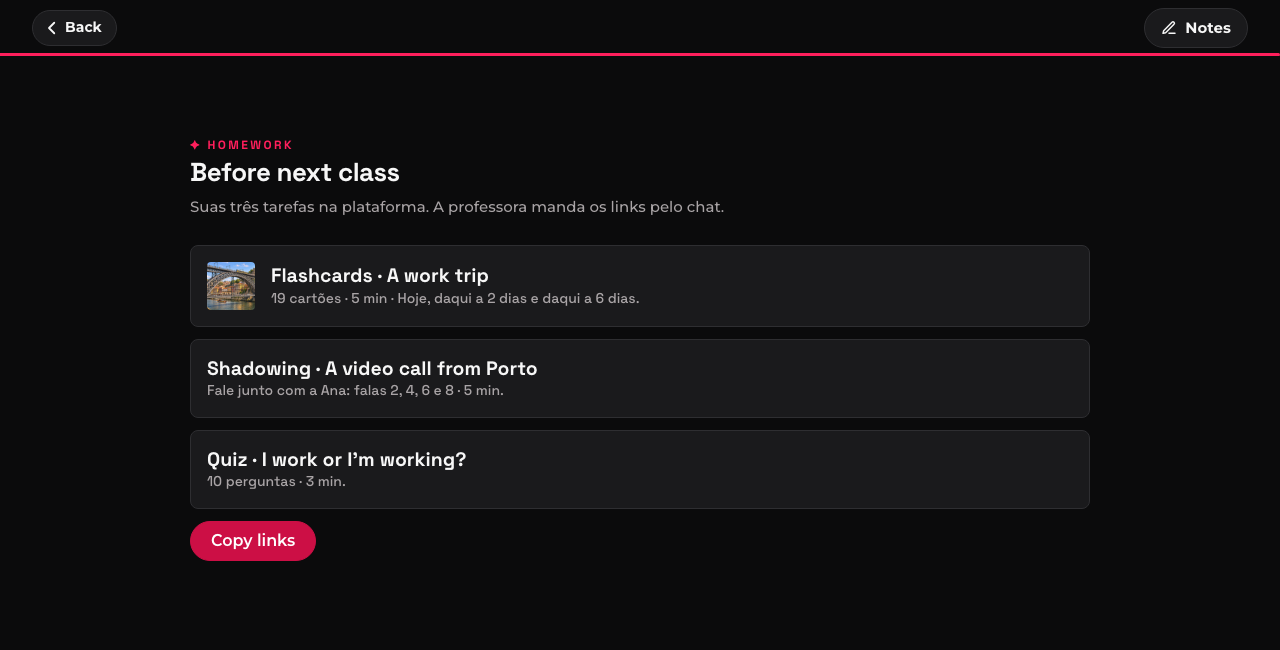 Back
Notes
HOMEWORK
Before next class
Suas três tarefas na plataforma. A professora manda os links pelo chat.
Flashcards · A work trip
19 cartões · 5 min · Hoje, daqui a 2 dias e daqui a 6 dias.
Shadowing · A video call from Porto
Fale junto com a Ana: falas 2, 4, 6 e 8 · 5 min.
Quiz · I work or I’m working?
10 perguntas · 3 min.
Copy links